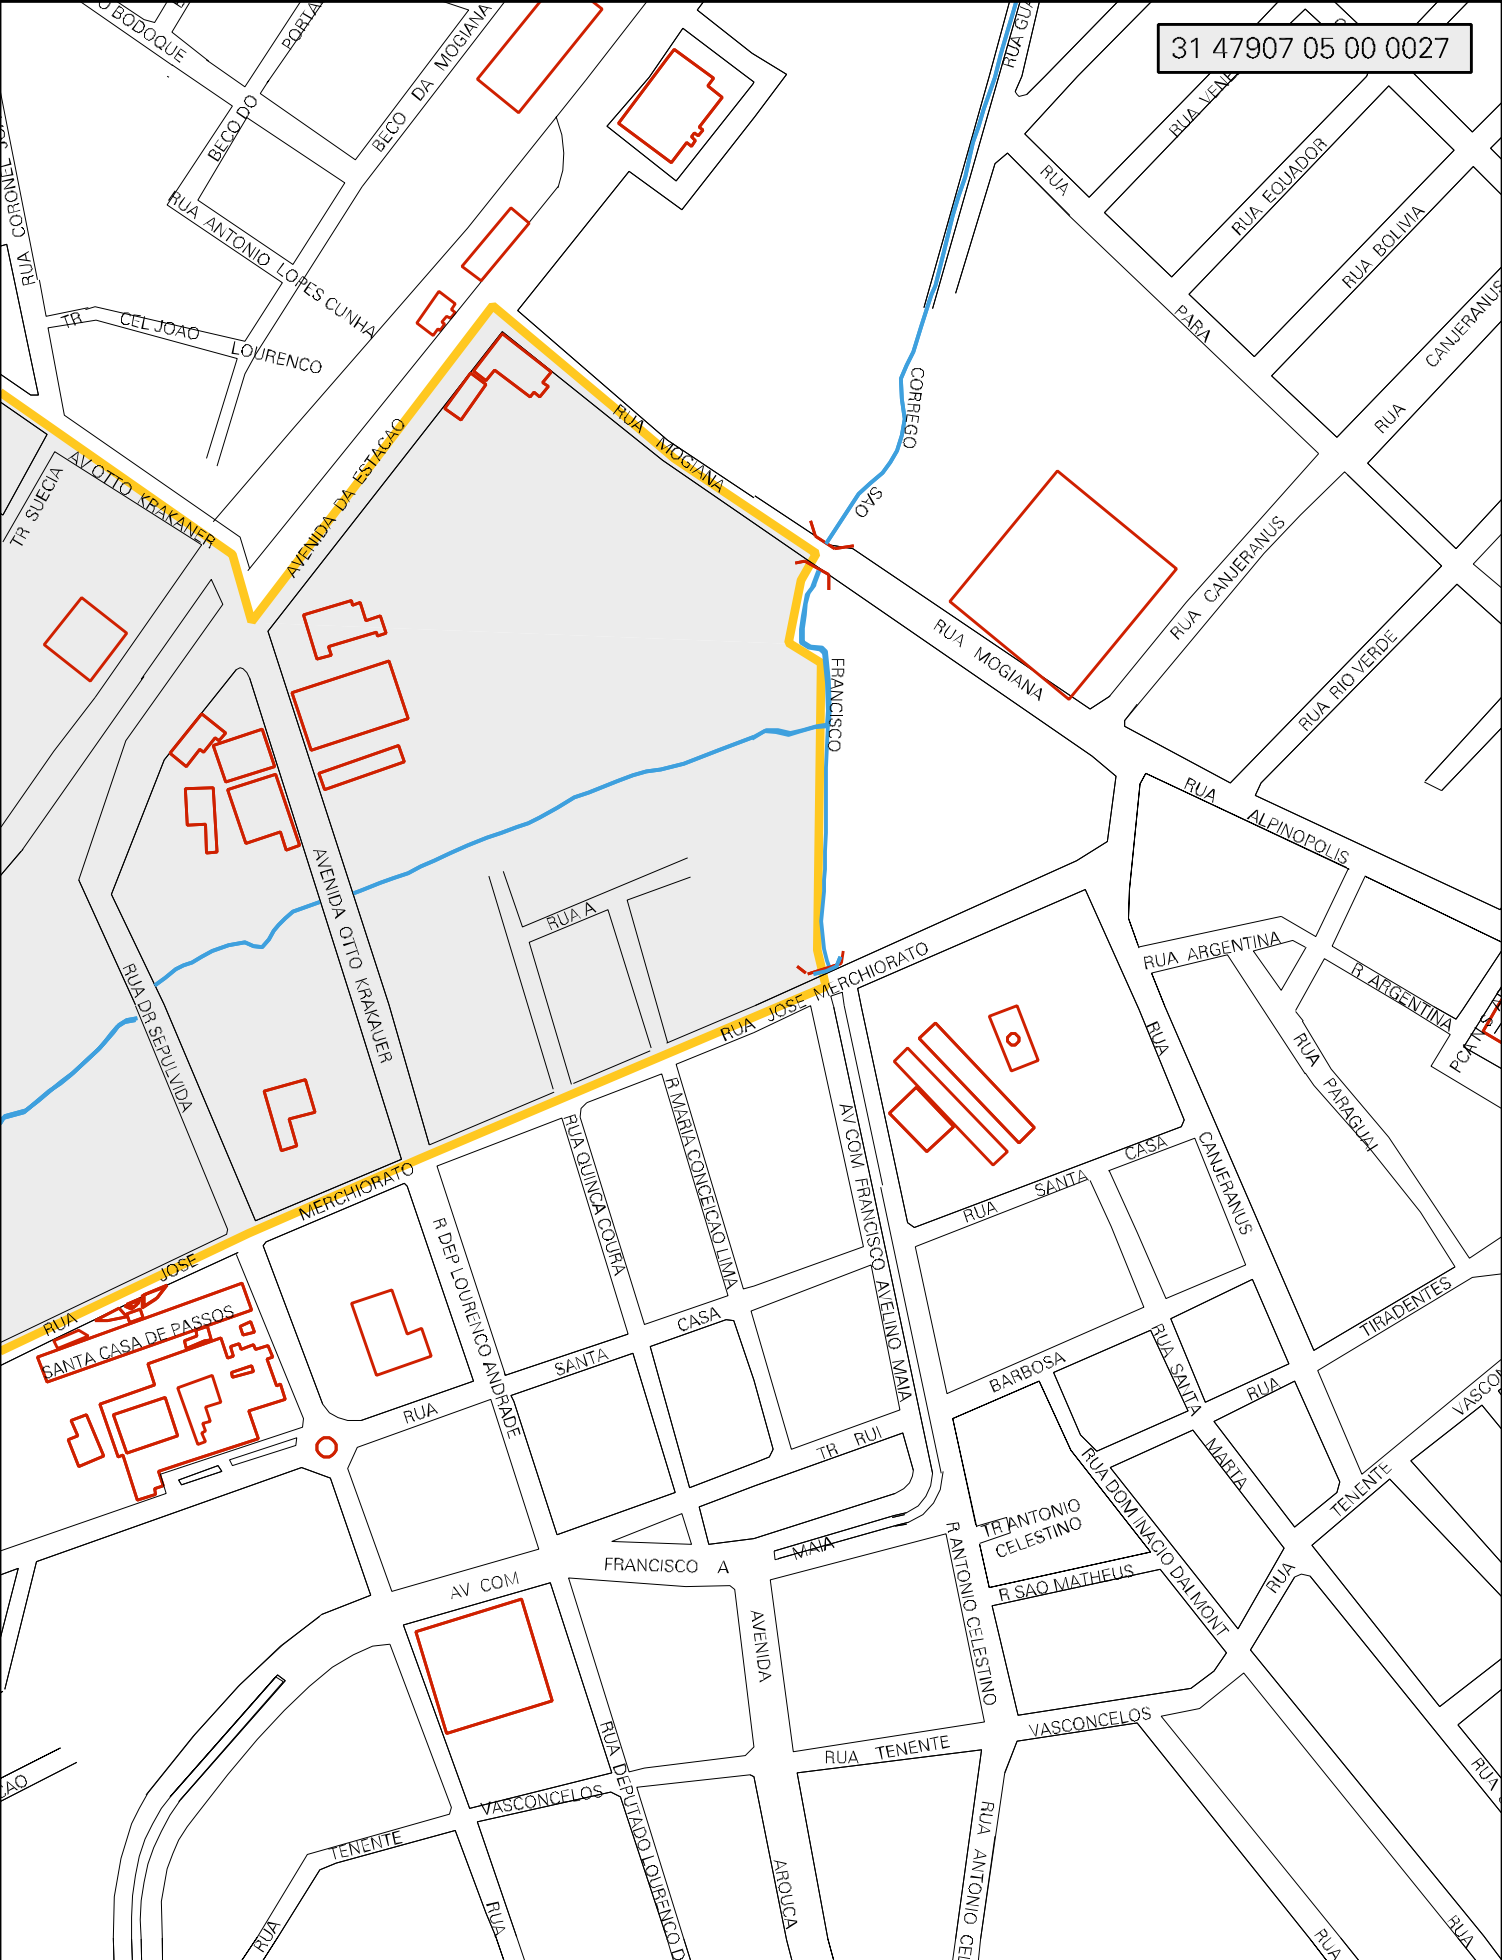 31 47907 05 00 0027
BODOQUE
BECO DO
BECO DA MOGIANA
RUA CORONEL
RUA ANTONIO LOPES CUNHA
TR CEL JOAO LOURENCO
RUA
RUA EQUADOR
RUA BOLIVIA
PARA
CANJERANUS
RUA
CORREGO
SAO
FRANCISCO
RUA MOGIANA
AVENIDA DA ESTACAO
AV OTTO KRAKANER
TR SUECIA
RUA CANJERANUS
RUA MOGIANA
RUA RIO VERDE
RUA ALPINOPOLIS
AVENIDA OTTO KRAKAUER
RUA A
RUA DR SEPULVIDA
RUA JOSE MERCHIORATO
RUA ARGENTINA
R ARGENTINA
RUA PARAGUAI
RUA CANJERANUS
RUA SANTA CASA
AV COM FRANCISCO AVELINO MAIA
R MARIA CONCEICAO LIMA
RUA QUINCA COURA
R DEP LOURENCO ANDRADE
RUA JOSE MERCHIORATO
SANTA CASA DE PASSOS
RUA SANTA CASA
TR RUI BARBOSA
RUA SANTA MARTA
RUA TIRADENTES
RUA TENENTE
RUA DOM INACIO DALMONT
TR ANTONIO
CELESTINO
R SAO MATHEUS
R ANTONIO CELESTINO
AV COM FRANCISCO A MAIA
AVENIDA AROUCA
RUA TENENTE VASCONCELOS
RUA TENENTE VASCONCELOS
RUA DEPUTADO LOURENCO
RUA
RUA ANTONIO
RUA
RUA
RUA